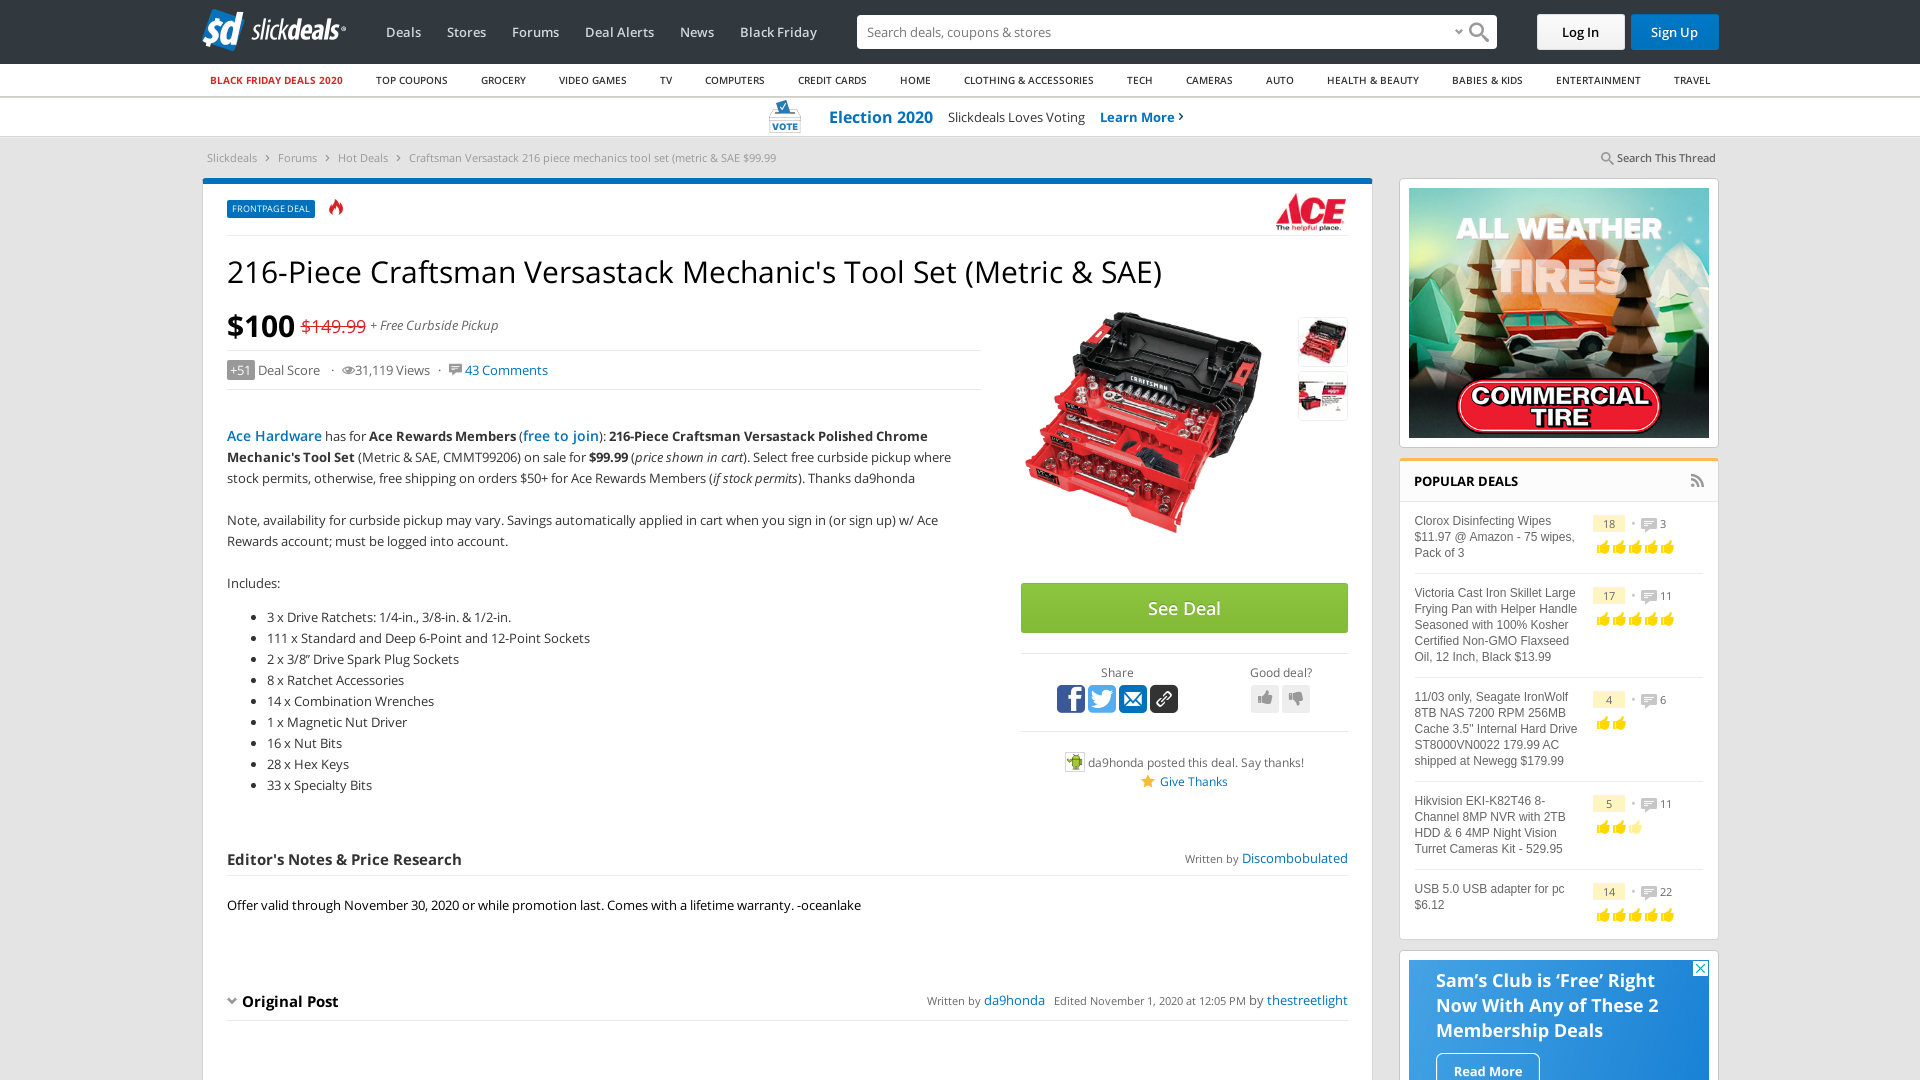 sd slickdeals
Deals Stores Forums Deal Alerts News Black Friday
Search deals, coupons & searches
Log In Sign Up
BLACK FRIDAY DEALS 2020 TOP COUPONS GROCERY VIDEO GAMES TV COMPUTERS CREDIT CARDS HOME CLOTHING & ACCESSORIES TECH CAMERAS AUTO HEALTH & BEAUTY BABIES & KIDS ENTERTAINMENT TRAVEL
VOTE Election 2020 Slickdeals Loves Voting Learn More
Slickdeals > Forums > Hot Deals > Craftsman Versastack 216 piece mechanics tool set (metric & SAE $99.99
Search This Thread
FRONTPAGE DEAL
ACE
The helpful place.
216-Piece Craftsman Versastack Mechanic's Tool Set (Metric & SAE)
$100 $149.99 + Free Curbside Pickup
+51 Deal Score · 31,119 Views · 43 Comments
CRAFTSMAN
Ace Hardware has for Ace Rewards Members (free to join): 216-Piece Craftsman Versastack Polished Chrome
Mechanic's Tool Set (Metric & SAE, CMMT99206) on sale for $99.99 (price shown in cart). Select free curbside pickup where
stock permits, otherwise, free shipping on orders $50+ for Ace Rewards Members (if stock permits). Thanks da9honda
Note, availability for curbside pickup may vary. Savings automatically applied in cart when you sign in (or sign up) w/ Ace
Rewards account; must be logged into account.
Includes:
• 3 x Drive Ratchets: 1/4-in., 3/8-in. & 1/2-in.
• 111 x Standard and Deep 6-Point and 12-Point Sockets
• 2 x 3/8” Drive Spark Plug Sockets
• 8 x Ratchet Accessories
• 14 x Combination Wrenches
• 1 x Magnetic Nut Driver
• 16 x Nut Bits
• 28 x Hex Keys
• 33 x Specialty Bits
See Deal
Share Good deal?
da9honda posted this deal. Say thanks!
Give Thanks
Editor's Notes & Price Research
Written by Discombobulated
Offer valid through November 30, 2020 or while promotion last. Comes with a lifetime warranty. -oceanlake
Original Post
Written by da9honda Edited November 1, 2020 at 12:05 PM by thestreetlight
ALL WEATHER
TIRES
COMMERCIAL
TIRE
POPULAR DEALS
Clorox Disinfecting Wipes
$11.97 @ Amazon - 75 wipes,
Pack of 3
18 • 3
Victoria Cast Iron Skillet Large
Frying Pan with Helper Handle
Seasoned with 100% Kosher
Certified Non-GMO Flaxseed
Oil, 12 Inch, Black $13.99
17 • 11
11/03 only, Seagate IronWolf
8TB NAS 7200 RPM 256MB
Cache 3.5" Internal Hard Drive
ST8000VN0022 179.99 AC
shipped at Newegg $179.99
4 • 6
Hikvision EKI-K82T46 8-
Channel 8MP NVR with 2TB
HDD & 6 4MP Night Vision
Turret Cameras Kit - 529.95
5 • 11
USB 5.0 USB adapter for pc
$6.12
14 • 22
Sam’s Club is ‘Free’ Right
Now With Any of These 2
Membership Deals
Read More